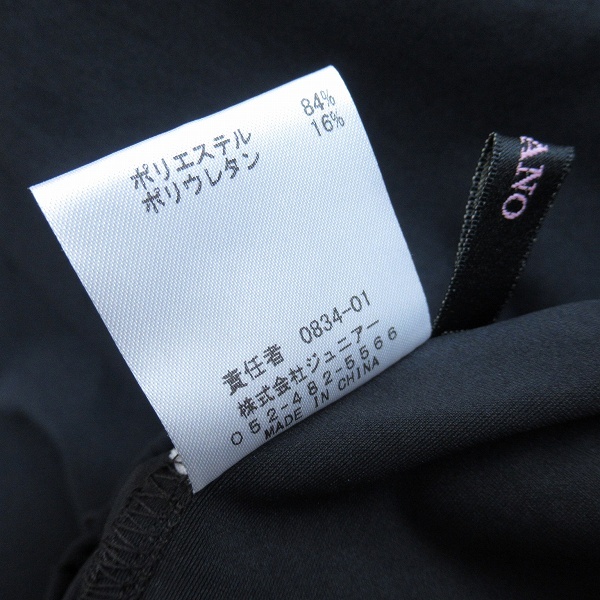 ポリエステル 84%
ポリウレタン 16%
責任者 0834-01
株式会社ジュニアー
052-482-5566
MADE IN CHINA
ANO